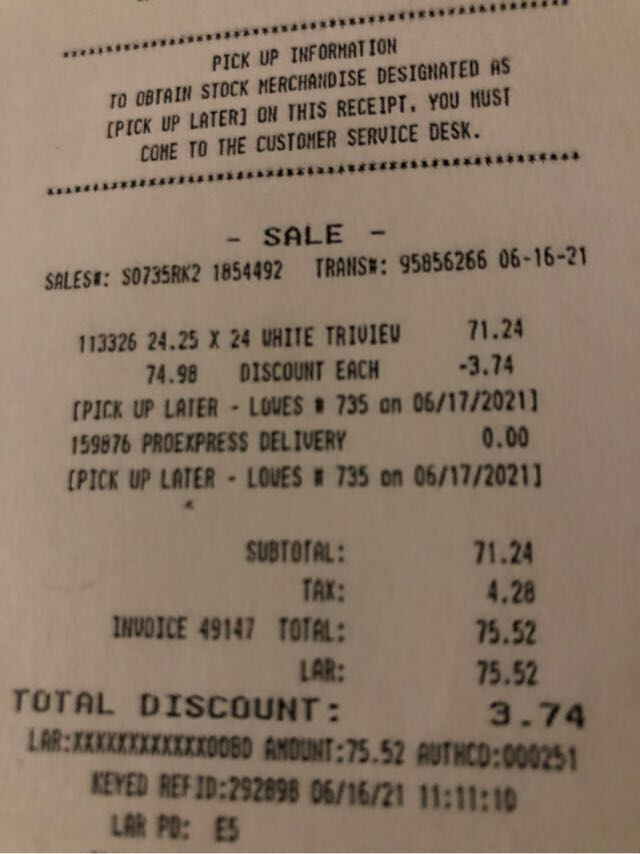 ****************************************************
PICK UP INFORMATION
TO OBTAIN STOCK MERCHANDISE DESIGNATED AS
[PICK UP LATER] ON THIS RECEIPT, YOU MUST
COME TO THE CUSTOMER SERVICE DESK.
****************************************************
- SALE -
SALES#: S0735RK2 1854492 TRANS#: 95856266 06-16-21
113326 24.25 X 24 WHITE TRIVIEW 71.24
74.98 DISCOUNT EACH -3.74
[PICK UP LATER - LOWES # 735 on 06/17/2021]
159876 PROEXPRESS DELIVERY 0.00
[PICK UP LATER - LOWES # 735 on 06/17/2021]
SUBTOTAL: 71.24
TAX: 4.28
INVOICE 49147 TOTAL: 75.52
LAR: 75.52
TOTAL DISCOUNT: 3.74
LAR:XXXXXXXXXXXX0080 AMOUNT:75.52 AUTHCD:000251
KEYED REFID:292898 06/16/21 11:11:10
LAR PO: E5